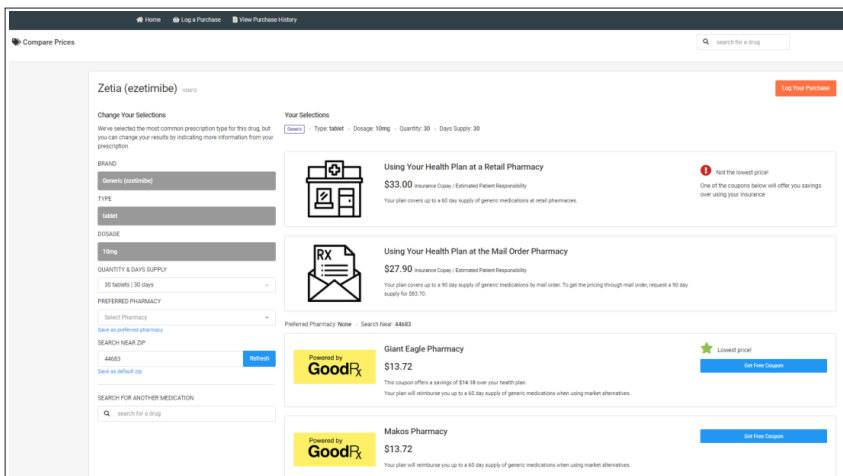 Home Log a Purchase View Purchase History
Compare Prices
search for a drug
Zetia (ezetimibe)
Log Your Purchase
Change Your Selections
We've selected the most common prescription type for this drug, but
you can change your results by indicating more information from your
prescription.
BRAND
Generic (ezetimibe)
TYPE
tablet
DOSAGE
10mg
QUANTITY & DAYS SUPPLY
30 tablets | 30 days
PREFERRED PHARMACY
Select Pharmacy
Save as preferred pharmacy
SEARCH NEAR ZIP
44683 Refresh
Save as default zip
SEARCH FOR ANOTHER MEDICATION
search for a drug
Your Selections
Generic - Type: tablet - Dosage: 10mg - Quantity: 30 - Days Supply: 30
Using Your Health Plan at a Retail Pharmacy
$33.00 Insurance Copay / Estimated Patient Responsibility
Your plan covers up to a 60 day supply of generic medications at retail pharmacies.
Not the lowest price!
One of the coupons below will offer you savings
over using your insurance
RX
Using Your Health Plan at the Mail Order Pharmacy
$27.90 Insurance Copay / Estimated Patient Responsibility
Your plan covers up to a 90 day supply of generic medications by mail order. To get the pricing through mail order, request a 90 day
supply for $83.70.
Preferred Pharmacy: None - Search Near: 44683
Powered by
GoodRx
Giant Eagle Pharmacy
$13.72
This coupon offers a savings of $14.18 over your health plan.
Your plan will reimburse you up to a 60 day supply of generic medications when using market alternatives.
Lowest price!
Get Free Coupon
Powered by
GoodRx
Makos Pharmacy
$13.72
Your plan will reimburse you up to a 60 day supply of generic medications when using market alternatives.
Get Free Coupon